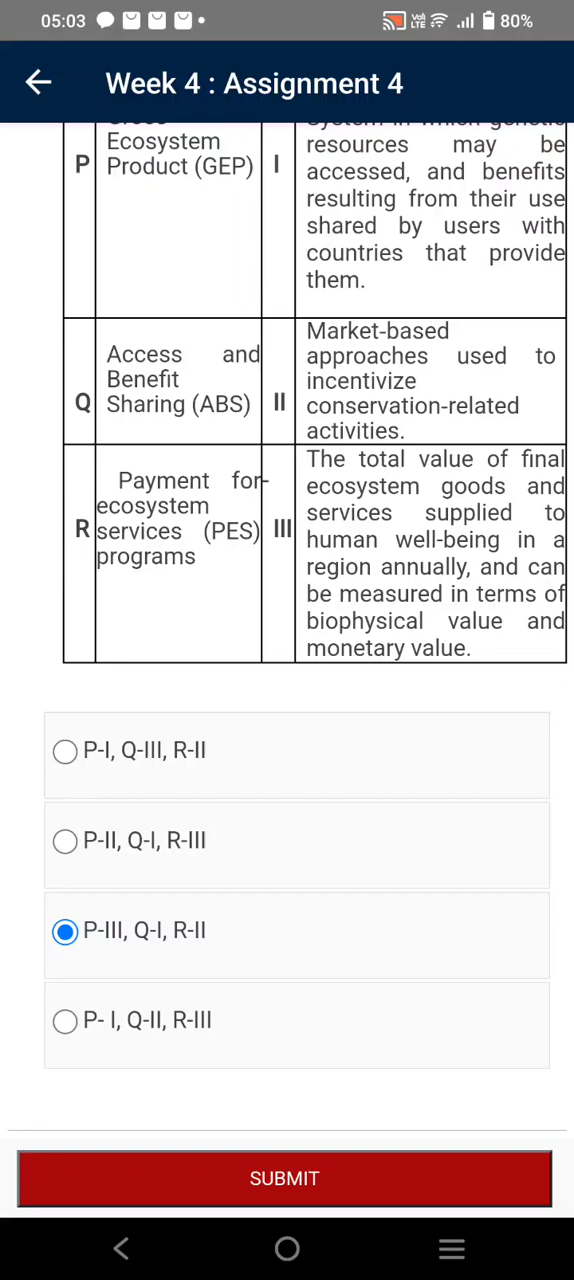 05:03 80%
Week 4 : Assignment 4
Ecosystem
P Product (GEP) I
resources may be
accessed, and benefits
resulting from their use
shared by users with
countries that provide
them.
Access and
Benefit
Q Sharing (ABS) II
Market-based
approaches used to
incentivize
conservation-related
activities.
Payment for
ecosystem
R services (PES) III
programs
The total value of final
ecosystem goods and
services supplied to
human well-being in a
region annually, and can
be measured in terms of
biophysical value and
monetary value.
P-I, Q-III, R-II
P-II, Q-I, R-III
P-III, Q-I, R-II
P- I, Q-II, R-III
SUBMIT